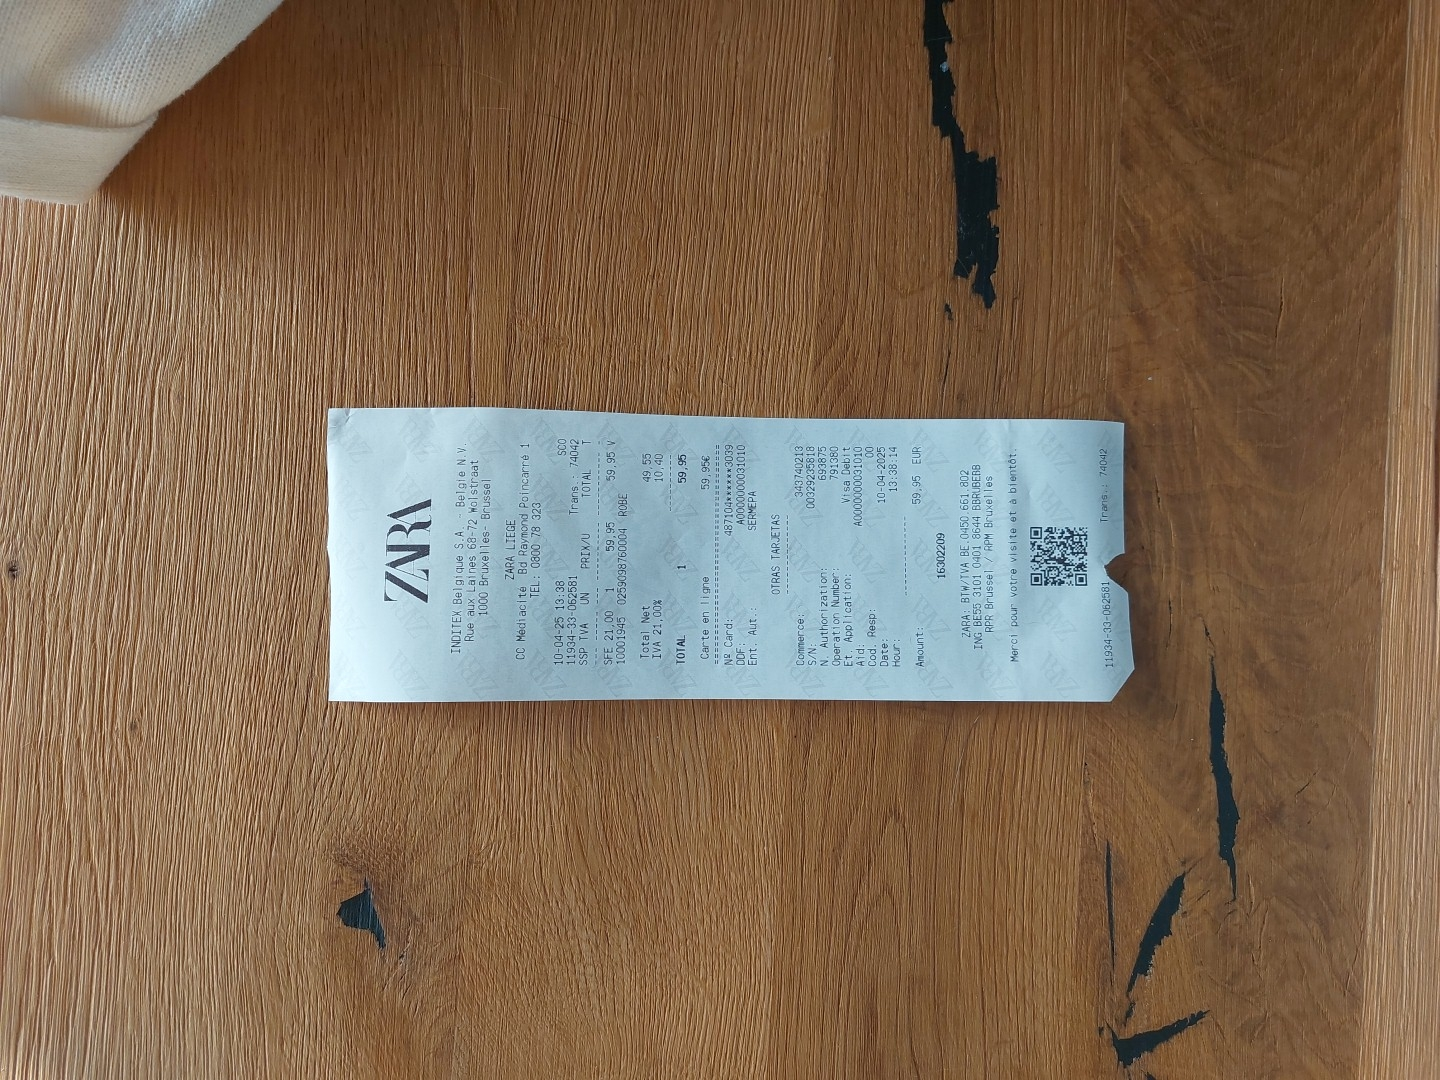 ZARA
INDITEX Belgique S.A. - Belgie N.V.
Rue aux Laines 68-72 Wolstraat
1000 Bruxelles - Brussel
ZARA LIEGE
CC Mediacité, Bd Raymond Poincarré 1
TEL: 0800 78 323
10-04-25 13:38 SCO
11934-33-062581 Trans.: 74042
SSP TVA UN PRIX/U TOTAL T
SFE 21,00 1 59,95 59,95 V
10001945 0259098760004 ROBE
Total Net 49,55
IVA 21,00% 10,40
TOTAL 1 59,95
Carte en ligne 59,95€
Nº Card: 487104******3039
DDF: A0000000031010
Ent. Aut.: SERMEPA
OTRAS TARJETAS
Commerce: 343740213
S/N: 00329235818
N. Authorization: 693875
Operation Number: 791380
Et. Application: Visa Debit
Aid: A0000000031010
Cod. Resp: 00
Date: 10-04-2025
Hour: 13:38:14
Amount: 59,95 EUR
16302209
ZARA: BTW/TVA BE 0450.661.802
ING BE55 3101 0401 8644 BBRUBEBB
RPR Brussel / RPM Bruxelles
Merci pour votre visite et à bientôt.
11934-33-062581 Trans.: 74042